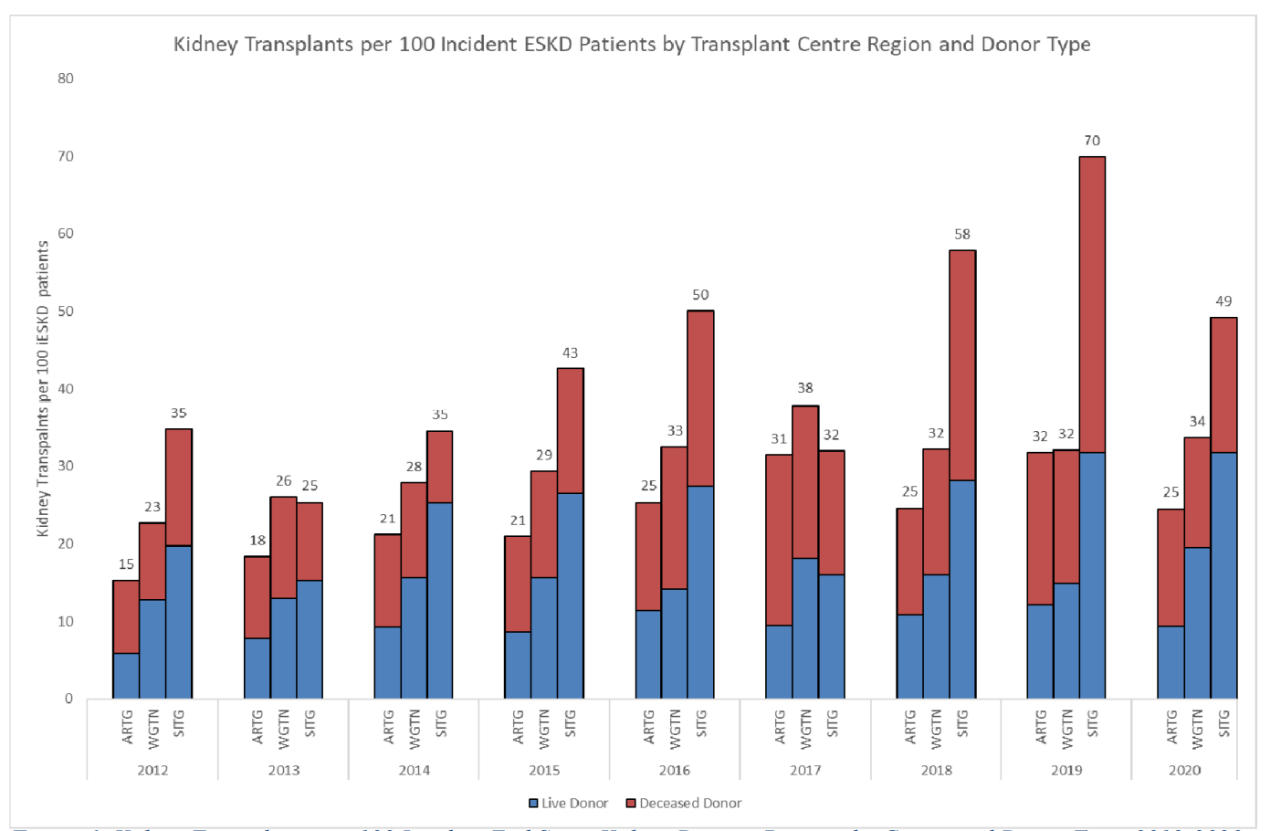 Kidney Transplants per 100 Incident ESKD Patients by Transplant Centre Region and Donor Type
Kidney Transpalnts per 100 iESKD patients
80
70
60
50
40
30
20
10
0
15 23 35
18 26 25
21 28 35
21 29 43
25 33 50
31 38 32
25 32 58
32 32 70
25 34 49
ARTG WGTN SITG ARTG WGTN SITG ARTG WGTN SITG ARTG WGTN SITG ARTG WGTN SITG ARTG WGTN SITG ARTG WGTN SITG ARTG WGTN SITG ARTG WGTN SITG
2012 2013 2014 2015 2016 2017 2018 2019 2020
Live Donor Deceased Donor